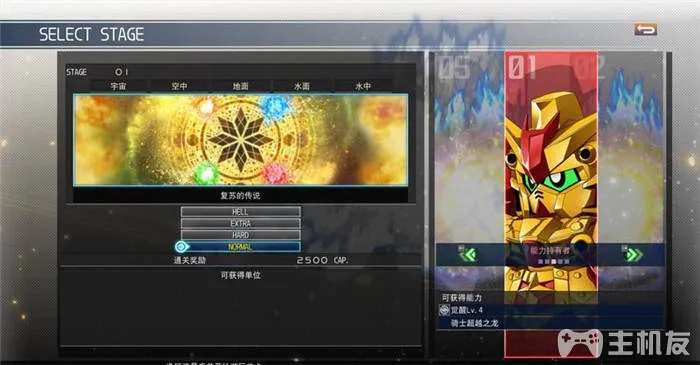 SELECT STAGE
STAGE 01
宇宙 空中 地面 水面 水中
复苏的传说
HELL
EXTRA
HARD
NORMAL
通关奖励 2500 CAP.
可获得单位
05 01 02
能力持有者
可获得能力
觉醒Lv.4
骑士超越之龙
主机友